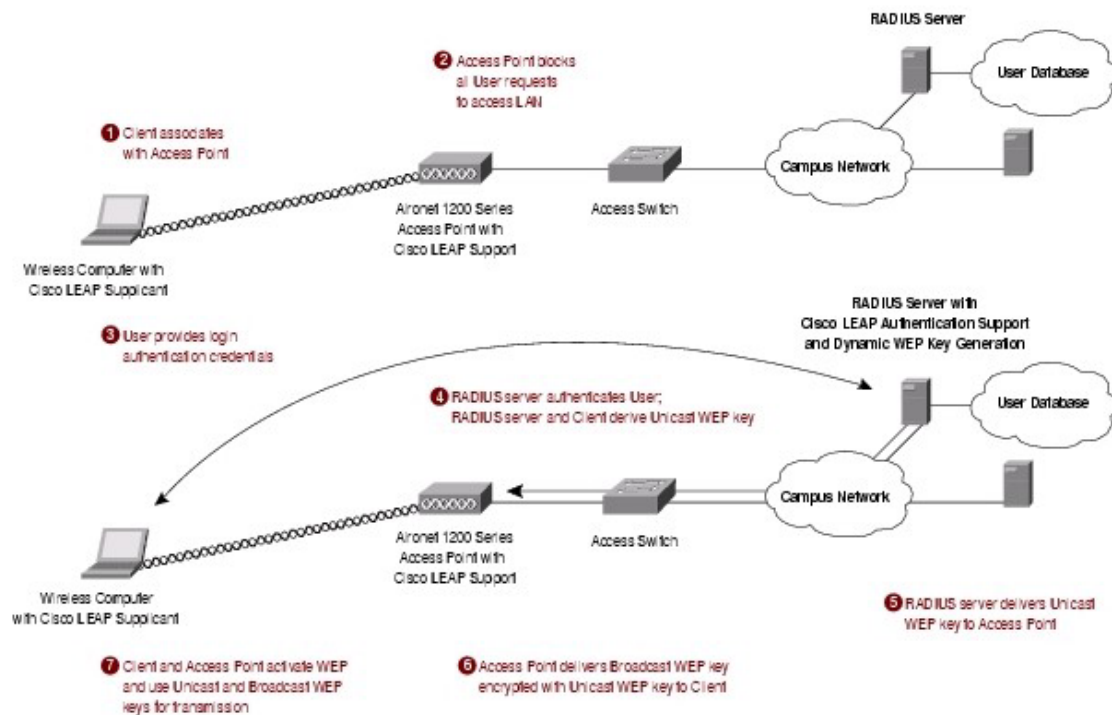 RADIUS Server
User Database
2 Access Point blocks
all User requests
to access LAN
1 Client associates
with Access Point
Campus Network
Aironet 1200 Series
Access Point with
Cisco LEAP Support
Access Switch
Wireless Computer with
Cisco LEAP Supplicant
RADIUS Server with
Cisco LEAP Authentication Support
and Dynamic WEP Key Generation
3 User provides login
authentication credentials
4 RADIUS server authenticates User;
RADIUS server and Client derive Unicast WEP key
User Database
Campus Network
Aironet 1200 Series
Access Point with
Cisco LEAP Support
Access Switch
Wireless Computer
with Cisco LEAP Supplicant
5 RADIUS server delivers Unicast
WEP key to Access Point
7 Client and Access Point activate WEP
and use Unicast and Broadcast WEP
keys for transmission
6 Access Point delivers Broadcast WEP key
encrypted with Unicast WEP key to Client